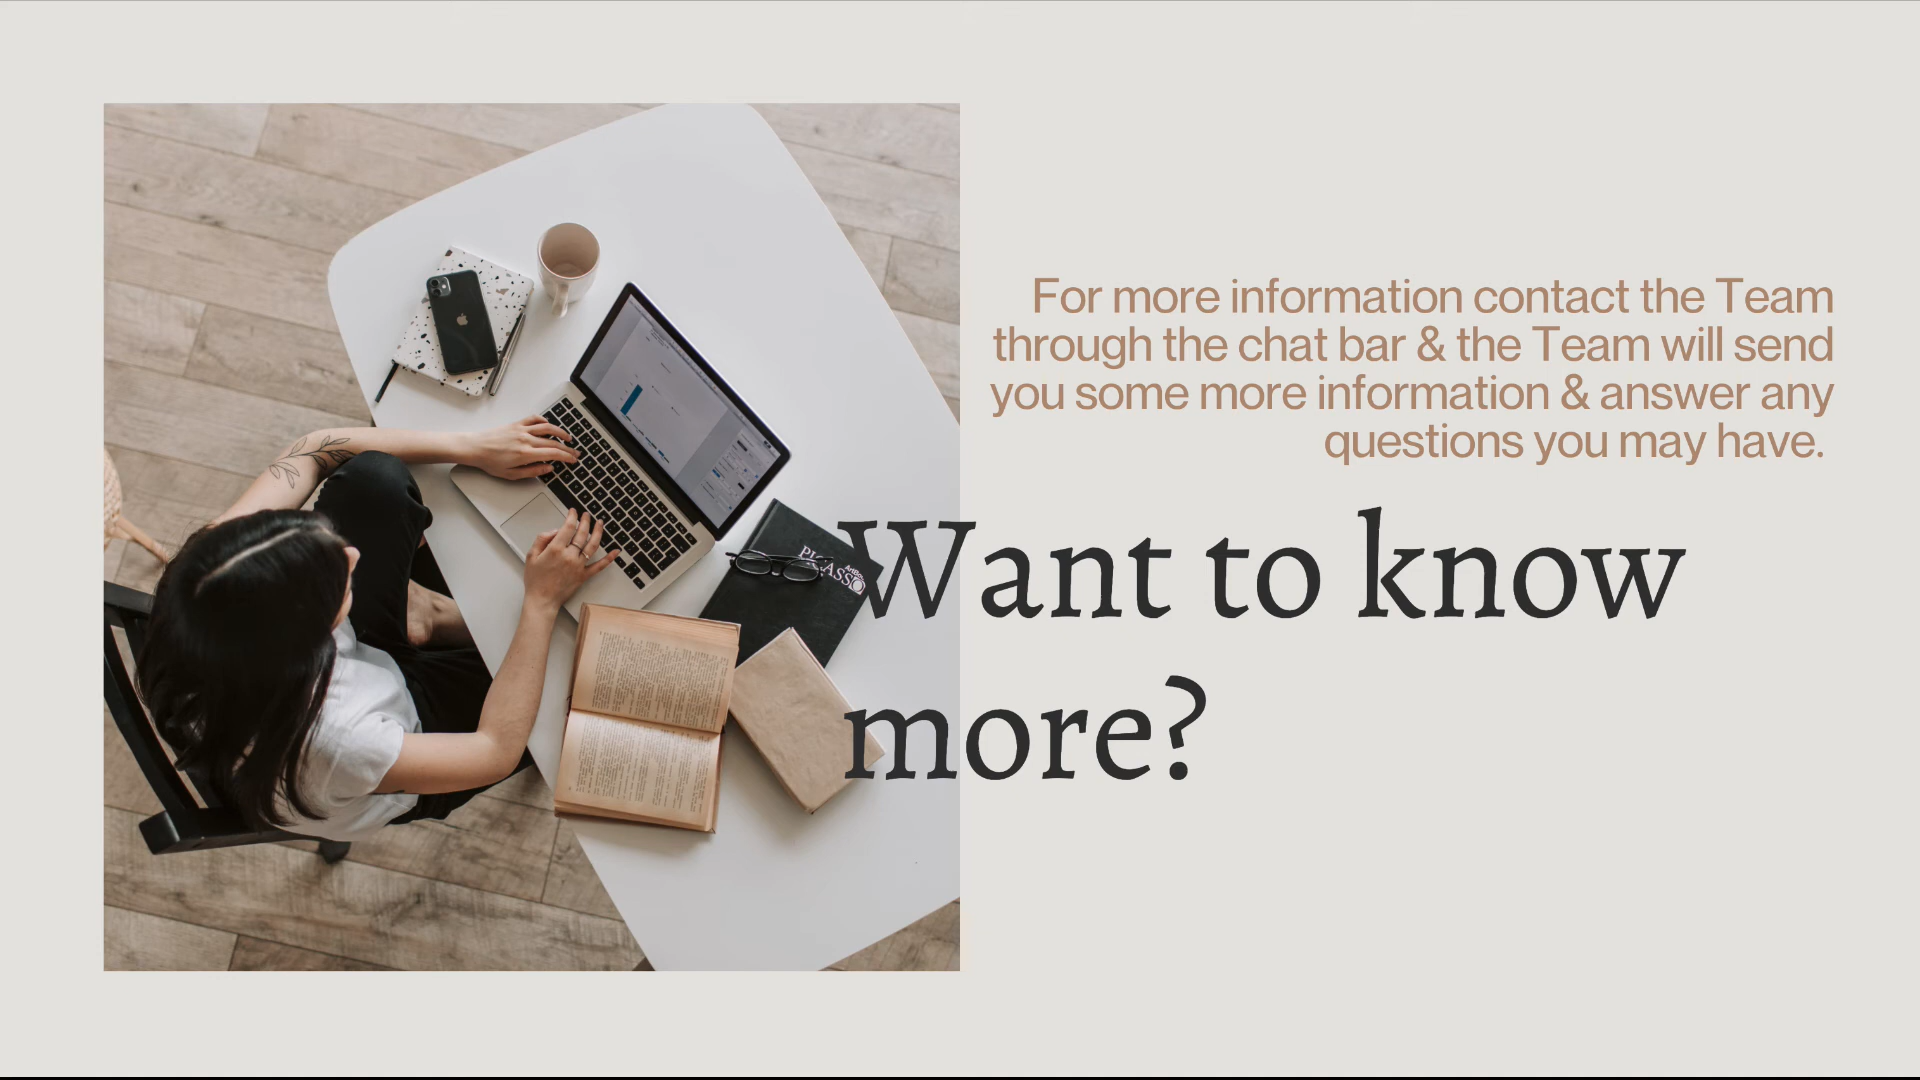 For more information contact the Team
through the chat bar & the Team will send
you some more information & answer any
questions you may have.
Want to know
more?
PICASSO